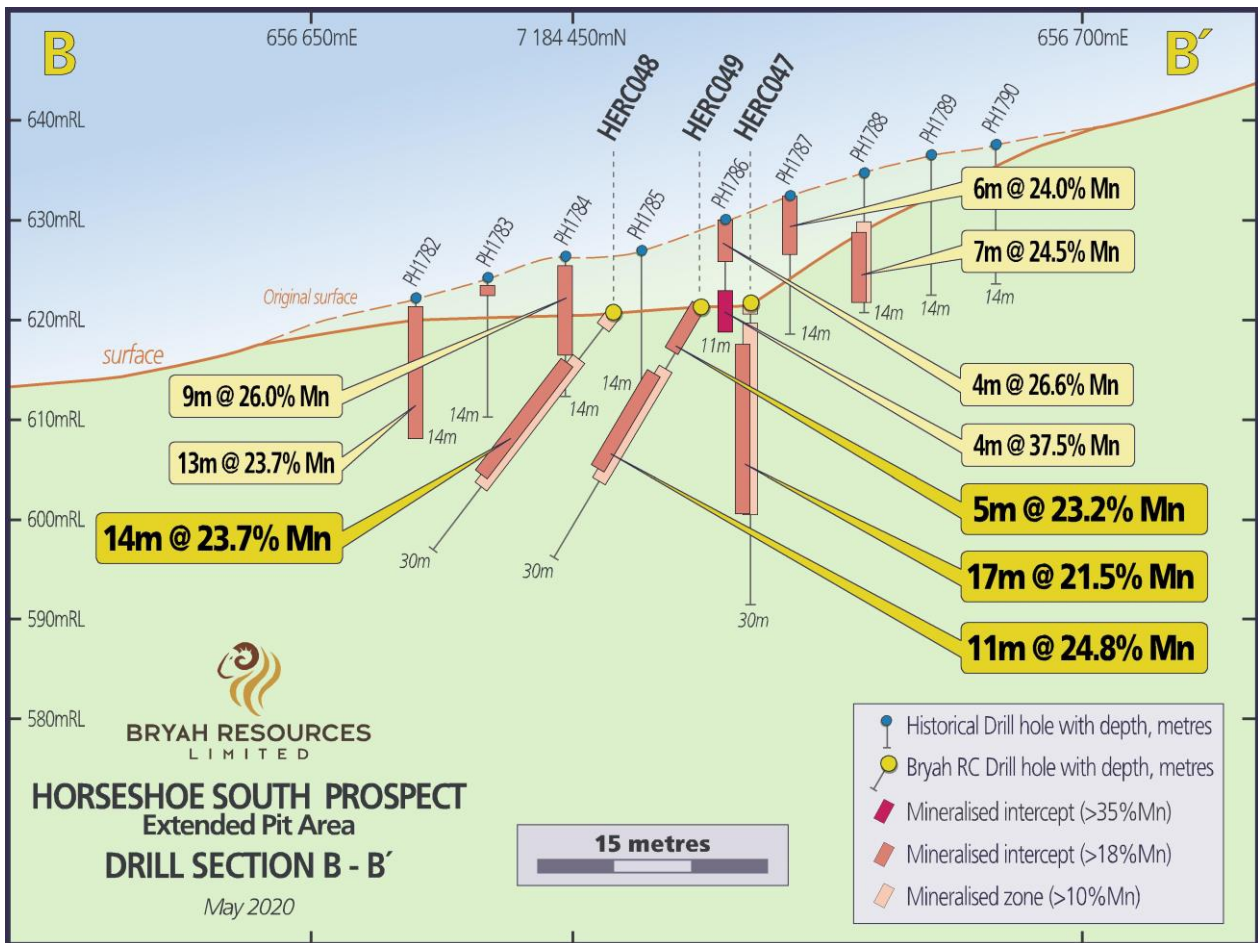 B
656 650mE
7 184 450mN
656 700mE
B´
HERC048
HERC049
HERC047
640mRL
630mRL
620mRL
610mRL
600mRL
590mRL
580mRL
PH1782
PH1783
PH1784
PH1785
PH1786
PH1787
PH1788
PH1789
PH1790
Original surface
surface
6m @ 24.0% Mn
7m @ 24.5% Mn
14m
14m
14m
14m
11m
14m
14m
14m
14m
9m @ 26.0% Mn
13m @ 23.7% Mn
14m @ 23.7% Mn
4m @ 26.6% Mn
4m @ 37.5% Mn
5m @ 23.2% Mn
17m @ 21.5% Mn
11m @ 24.8% Mn
30m
30m
30m
BRYAH RESOURCES
LIMITED
HORSESHOE SOUTH PROSPECT
Extended Pit Area
DRILL SECTION B - B´
May 2020
15 metres
Historical Drill hole with depth, metres
Bryah RC Drill hole with depth, metres
Mineralised intercept (>35%Mn)
Mineralised intercept (>18%Mn)
Mineralised zone (>10%Mn)